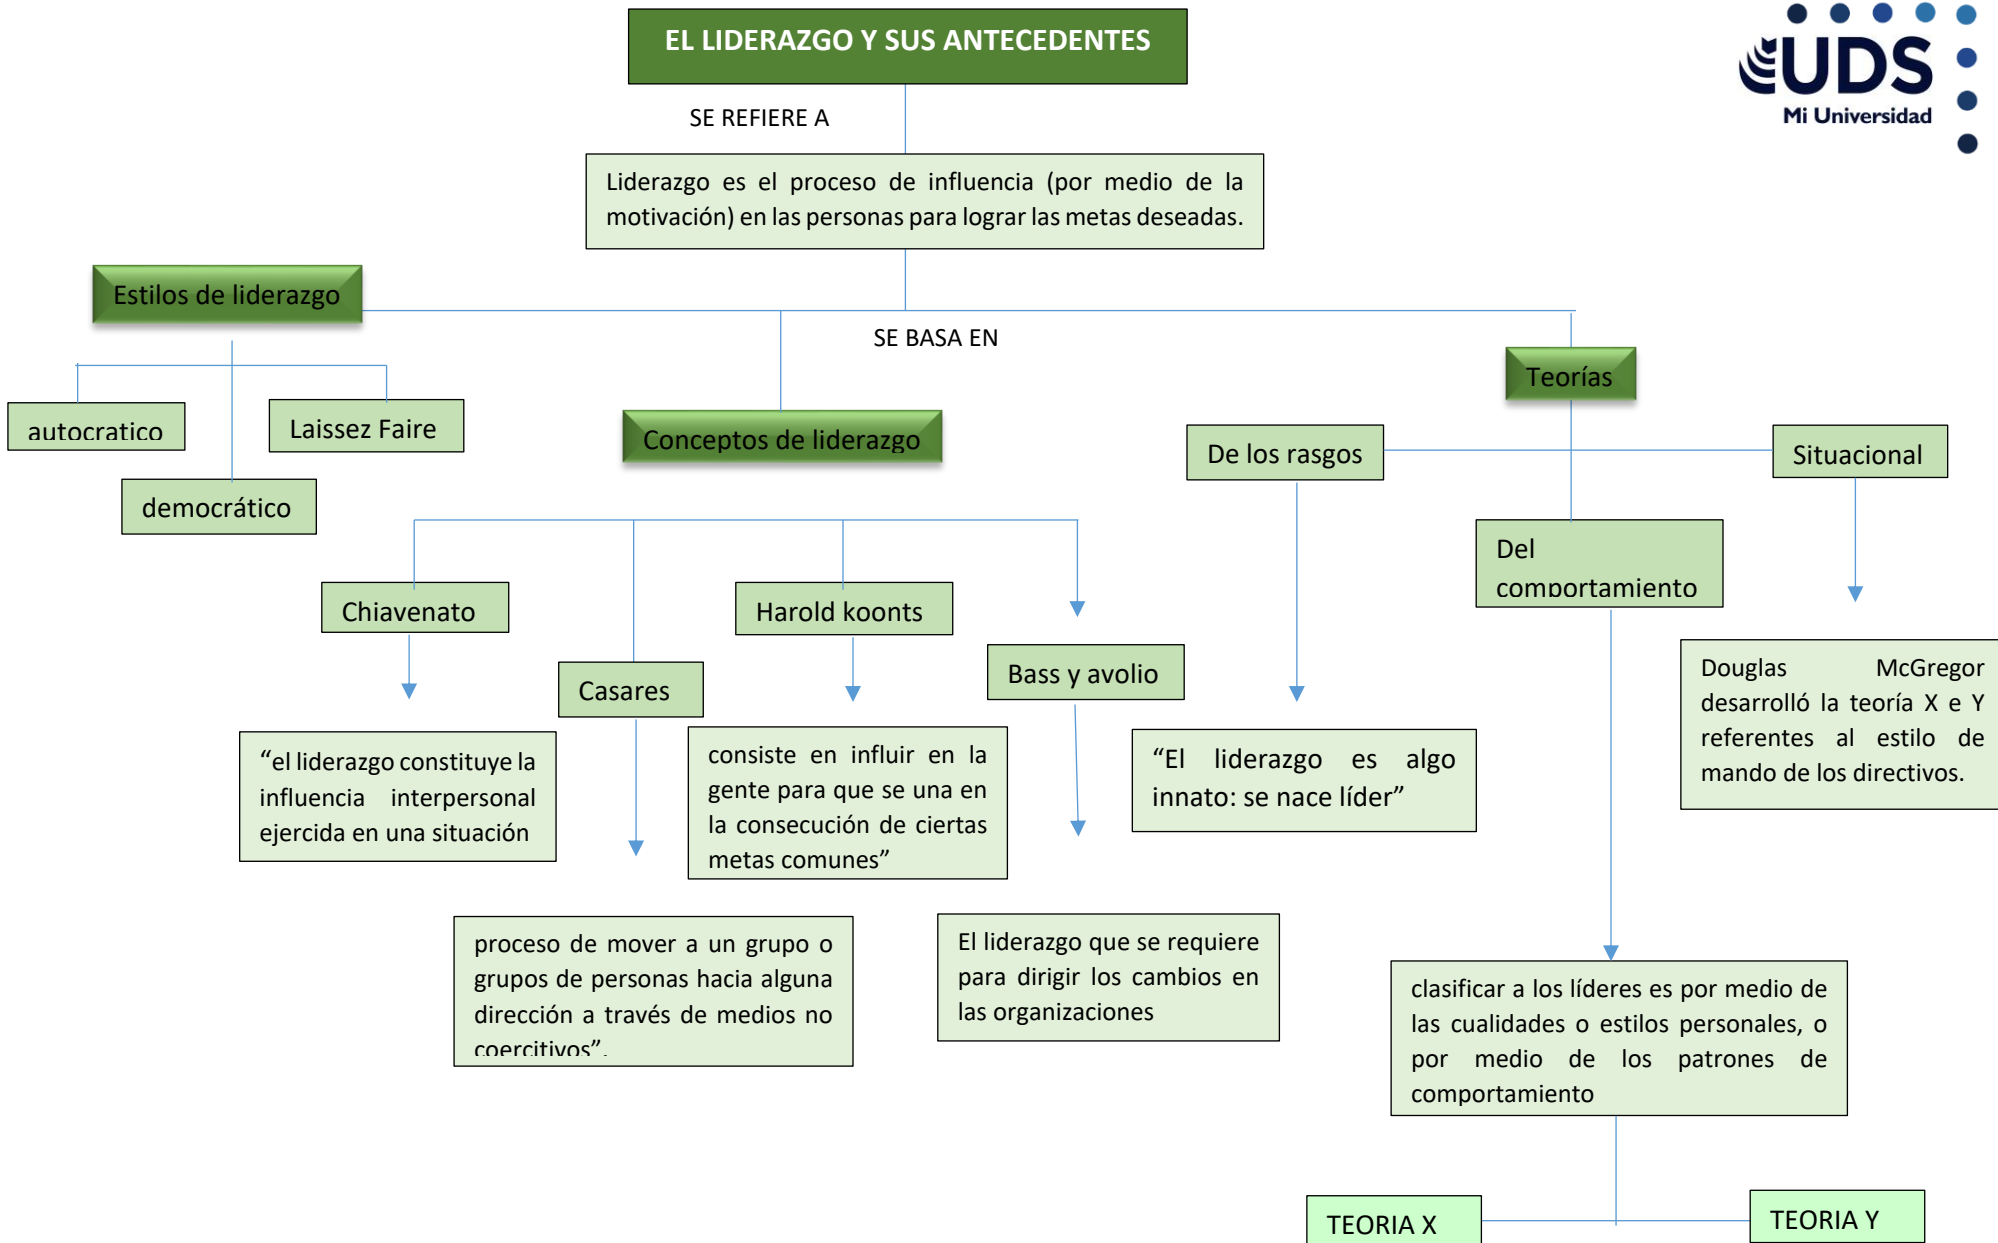 EL LIDERAZGO Y SUS ANTECEDENTES
UDS
Mi Universidad
SE REFIERE A
Liderazgo es el proceso de influencia (por medio de la
motivación) en las personas para lograr las metas deseadas.
Estilos de liderazgo
SE BASA EN
Teorías
autocratico
Laissez Faire
democrático
Conceptos de liderazgo
De los rasgos
Situacional
Del
comportamiento
Chiavenato
Casares
Harold koonts
Bass y avolio
"el liderazgo constituye la
influencia interpersonal
ejercida en una situación
consiste en influir en la
gente para que se una en
la consecución de ciertas
metas comunes”
“El liderazgo es algo
innato: se nace líder”
Douglas McGregor
desarrolló la teoría X e Y
referentes al estilo de
mando de los directivos.
proceso de mover a un grupo o
grupos de personas hacia alguna
dirección a través de medios no
coercitivos”.
El liderazgo que se requiere
para dirigir los cambios en
las organizaciones
clasificar a los líderes es por medio de
las cualidades o estilos personales, o
por medio de los patrones de
comportamiento
TEORIA X
TEORIA Y